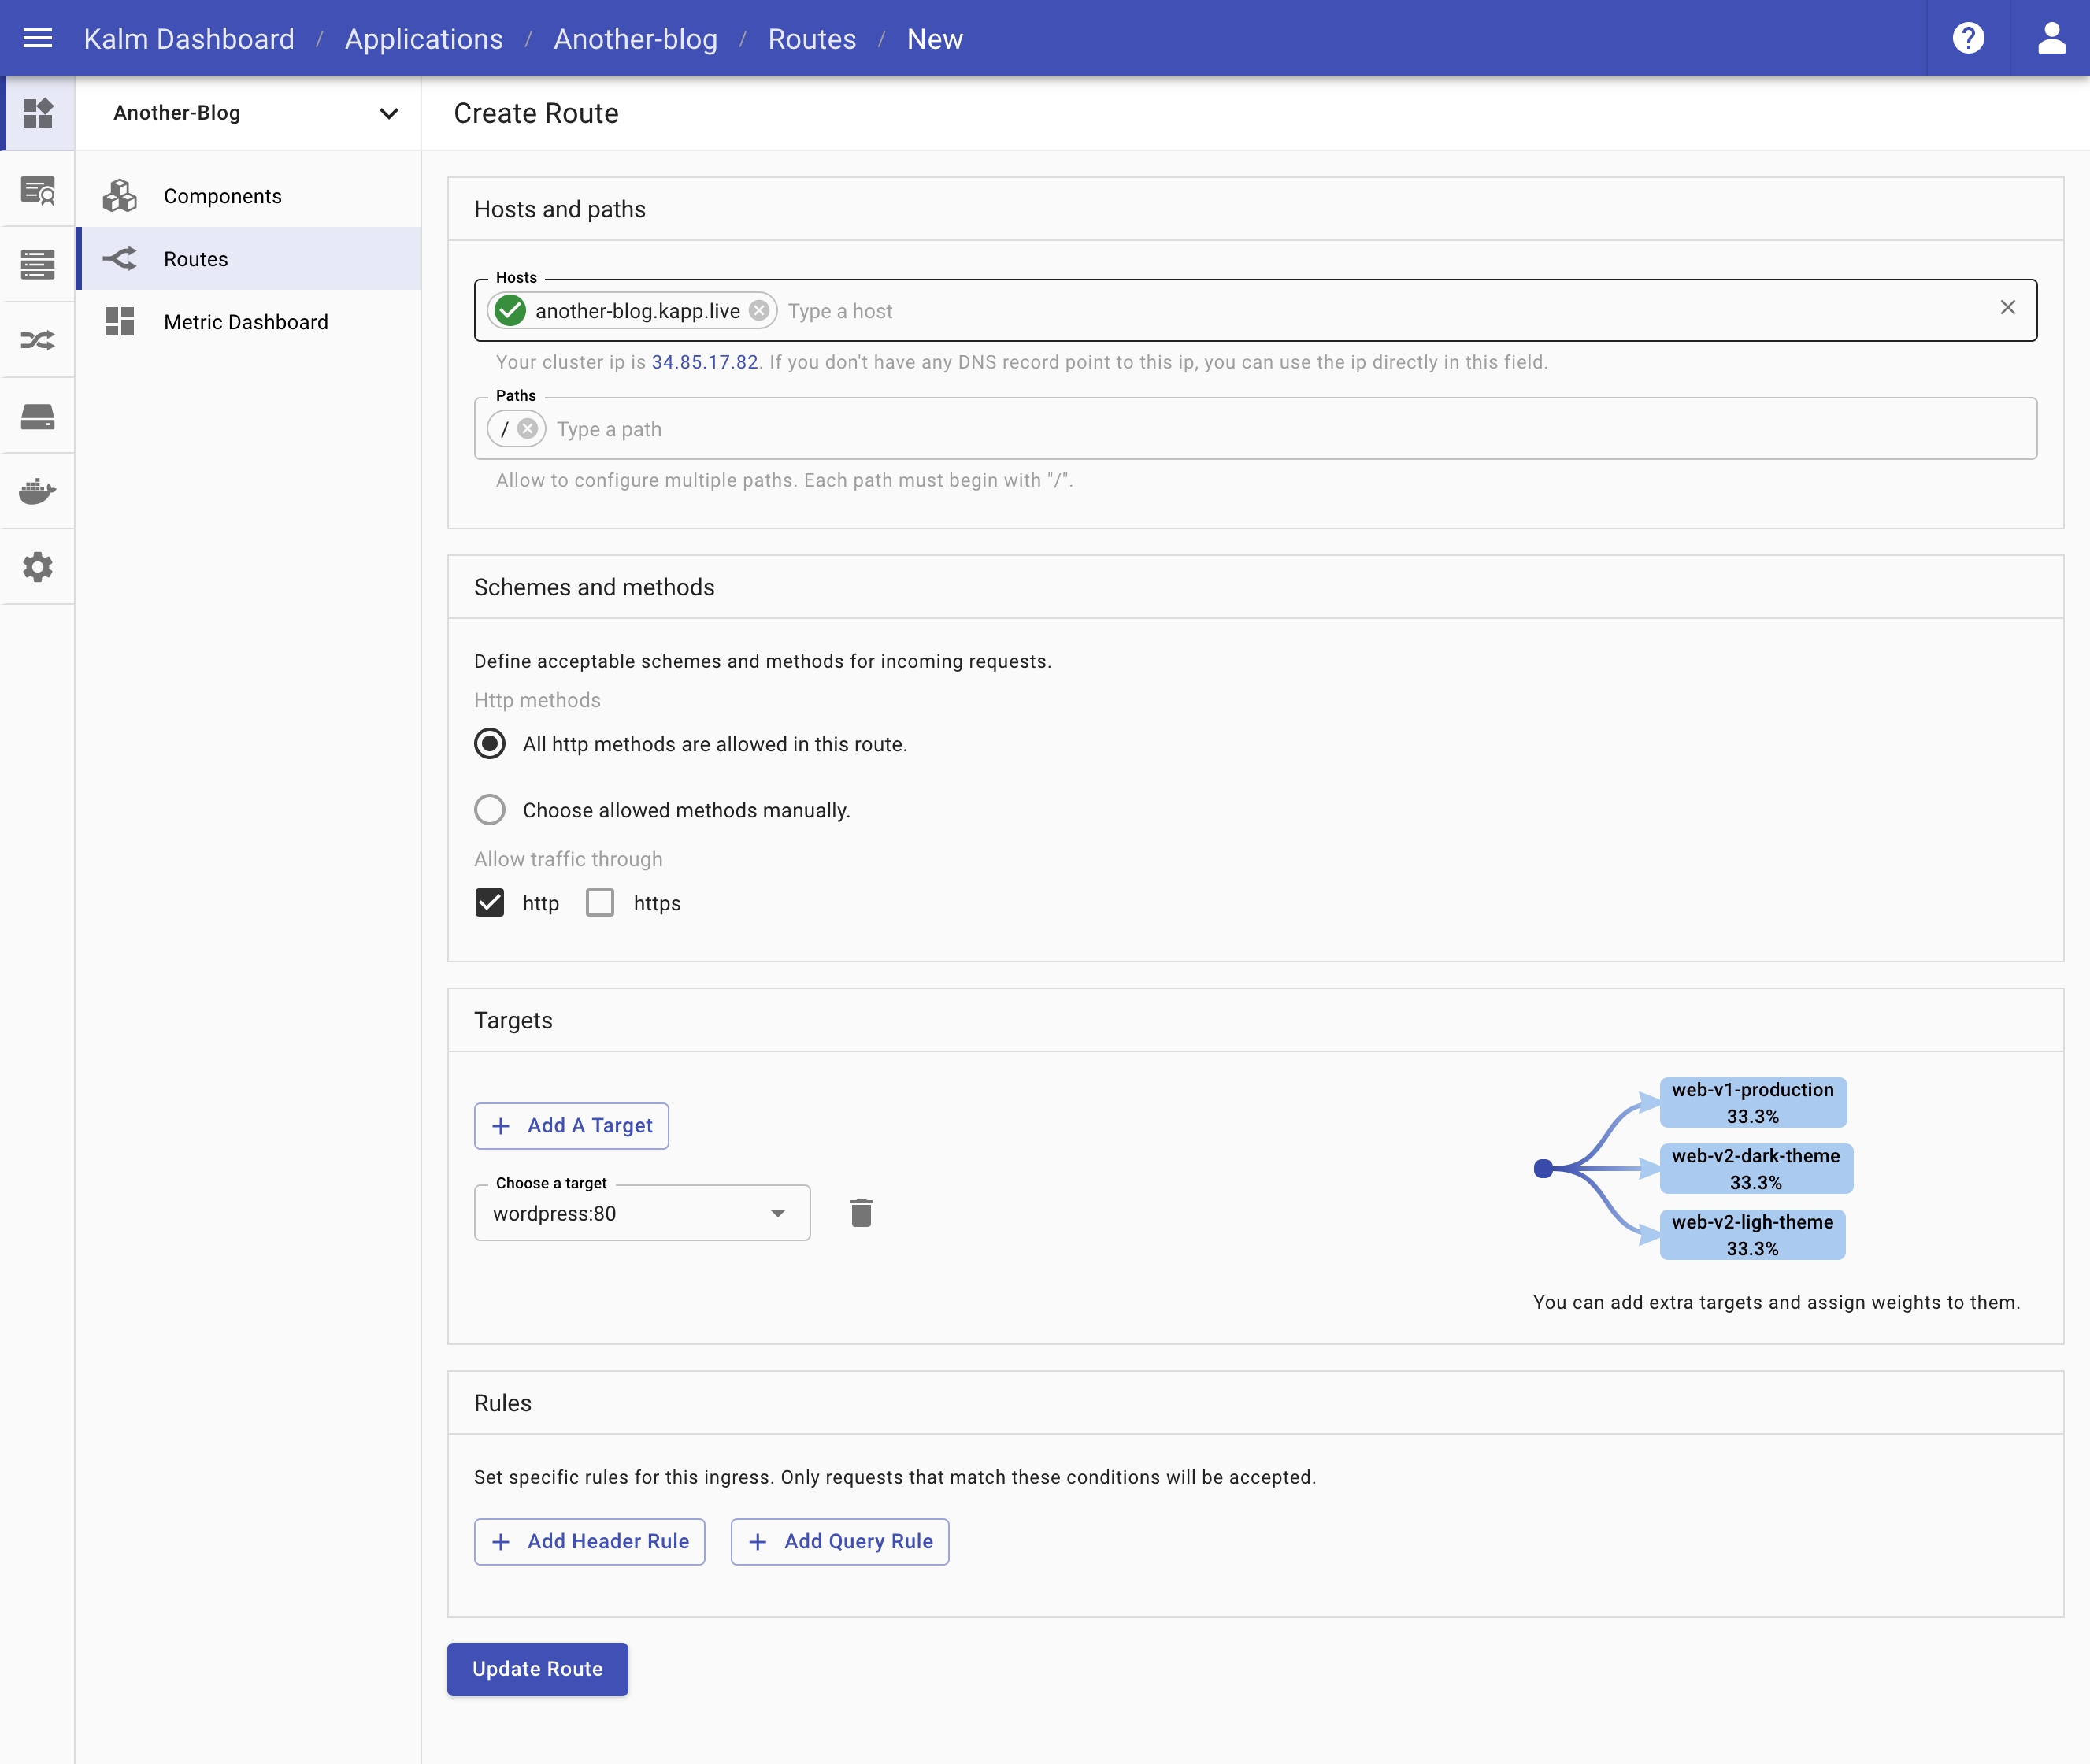 Kalm Dashboard / Applications / Another-blog / Routes / New
Another-Blog
Components
Routes
Metric Dashboard
Create Route
Hosts and paths
Hosts
another-blog.kapp.live Type a host
Your cluster ip is 34.85.17.82. If you don't have any DNS record point to this ip, you can use the ip directly in this field.
Paths
/ Type a path
Allow to configure multiple paths. Each path must begin with "/".
Schemes and methods
Define acceptable schemes and methods for incoming requests.
Http methods
All http methods are allowed in this route.
Choose allowed methods manually.
Allow traffic through
http https
Targets
+ Add A Target
Choose a target
wordpress:80
web-v1-production
33.3%
web-v2-dark-theme
33.3%
web-v2-ligh-theme
33.3%
You can add extra targets and assign weights to them.
Rules
Set specific rules for this ingress. Only requests that match these conditions will be accepted.
+ Add Header Rule + Add Query Rule
Update Route